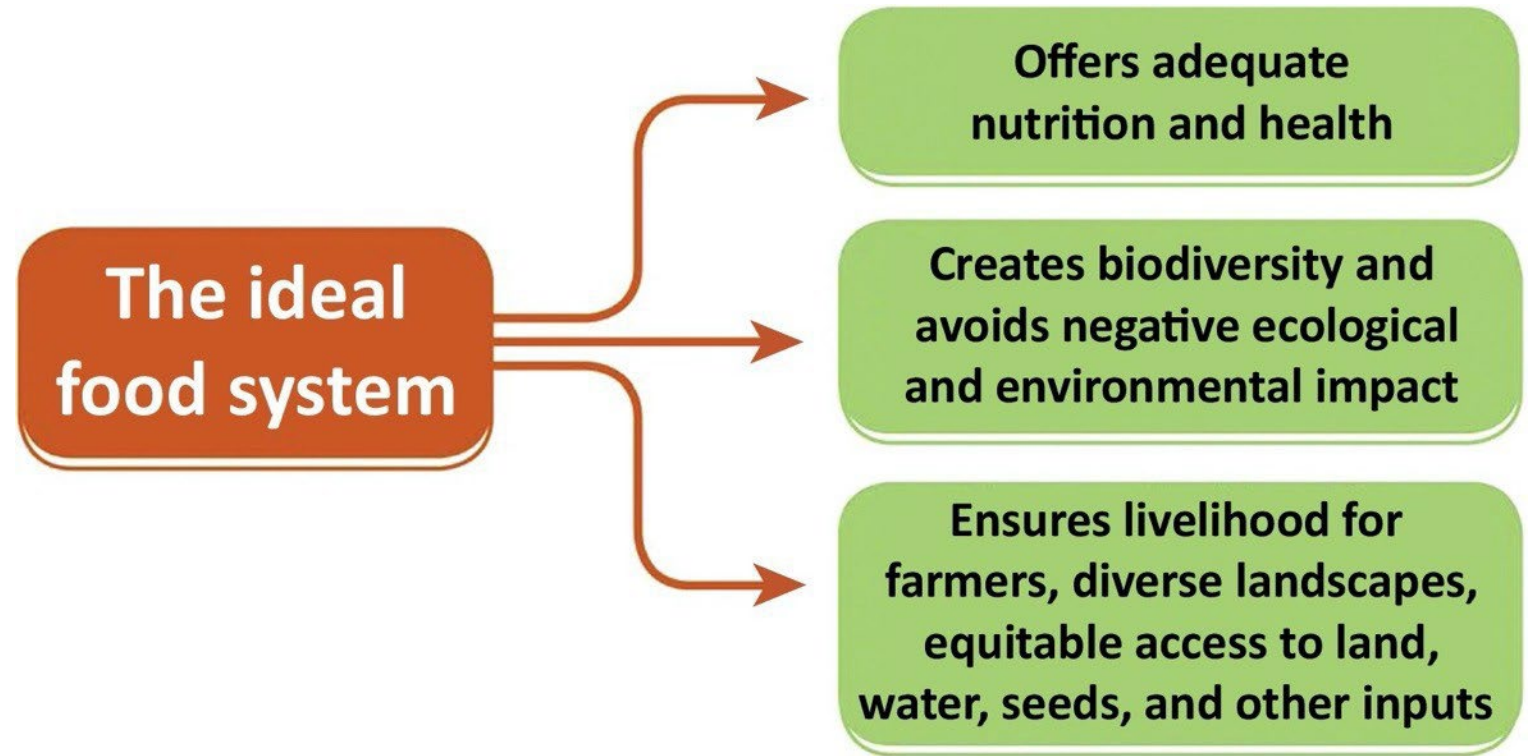 The ideal
food system
Offers adequate
nutrition and health
Creates biodiversity and
avoids negative ecological
and environmental impact
Ensures livelihood for
farmers, diverse landscapes,
equitable access to land,
water, seeds, and other inputs